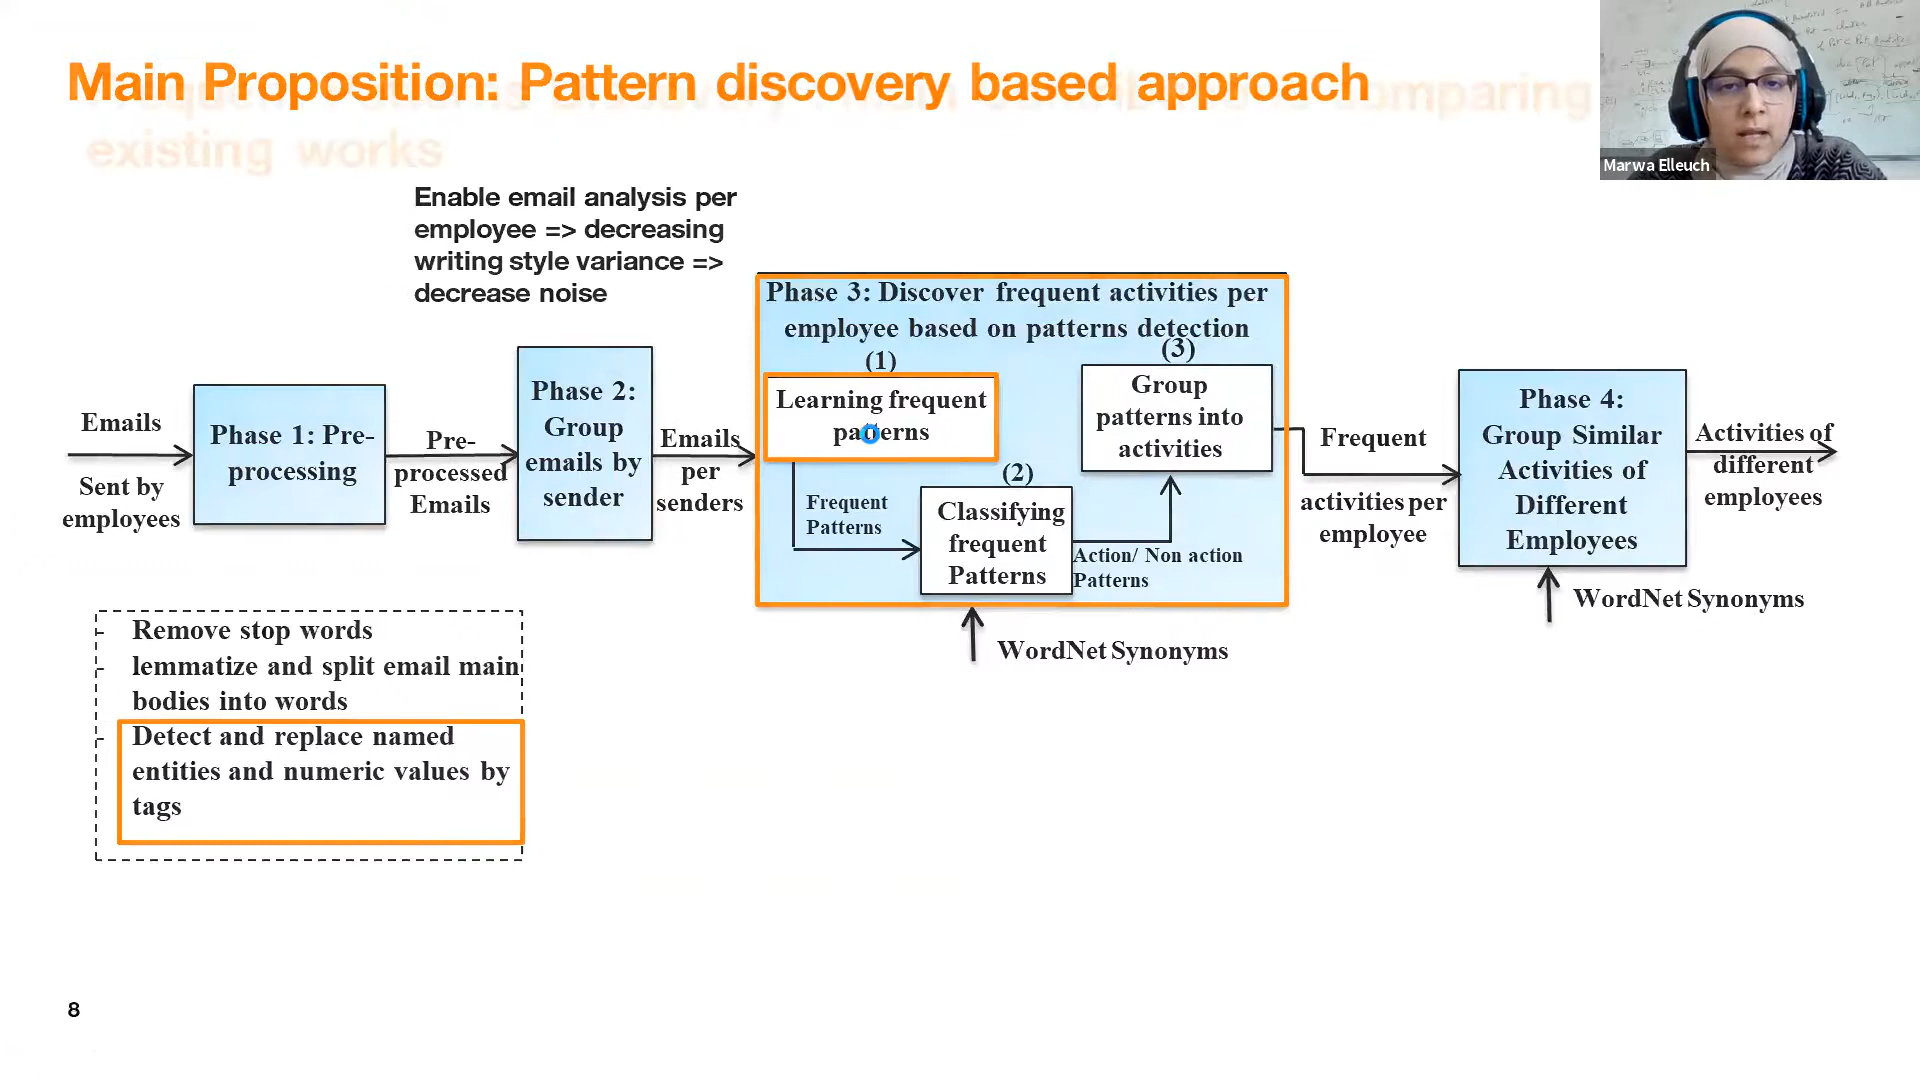 Main Proposition: Pattern discovery based approach
omparing
existing works
Marwa Elleuch
Enable email analysis per
employee => decreasing
writing style variance =>
decrease noise
Emails
Sent by
employees
Phase 1: Pre-
processing
Pre-
processed
Emails
Phase 2:
Group
emails by
sender
Emails
per
senders
Phase 3: Discover frequent activities per
employee based on patterns detection
(1)
Learning frequent
patterns
Frequent
Patterns
(2)
Classifying
frequent
Patterns
Action/ Non action
Patterns
(3)
Group
patterns into
activities
WordNet Synonyms
Frequent
activities per
employee
Phase 4:
Group Similar
Activities of
Different
Employees
WordNet Synonyms
Activities of
different
employees
- Remove stop words
- lemmatize and split email main
bodies into words
- Detect and replace named
entities and numeric values by
tags
8